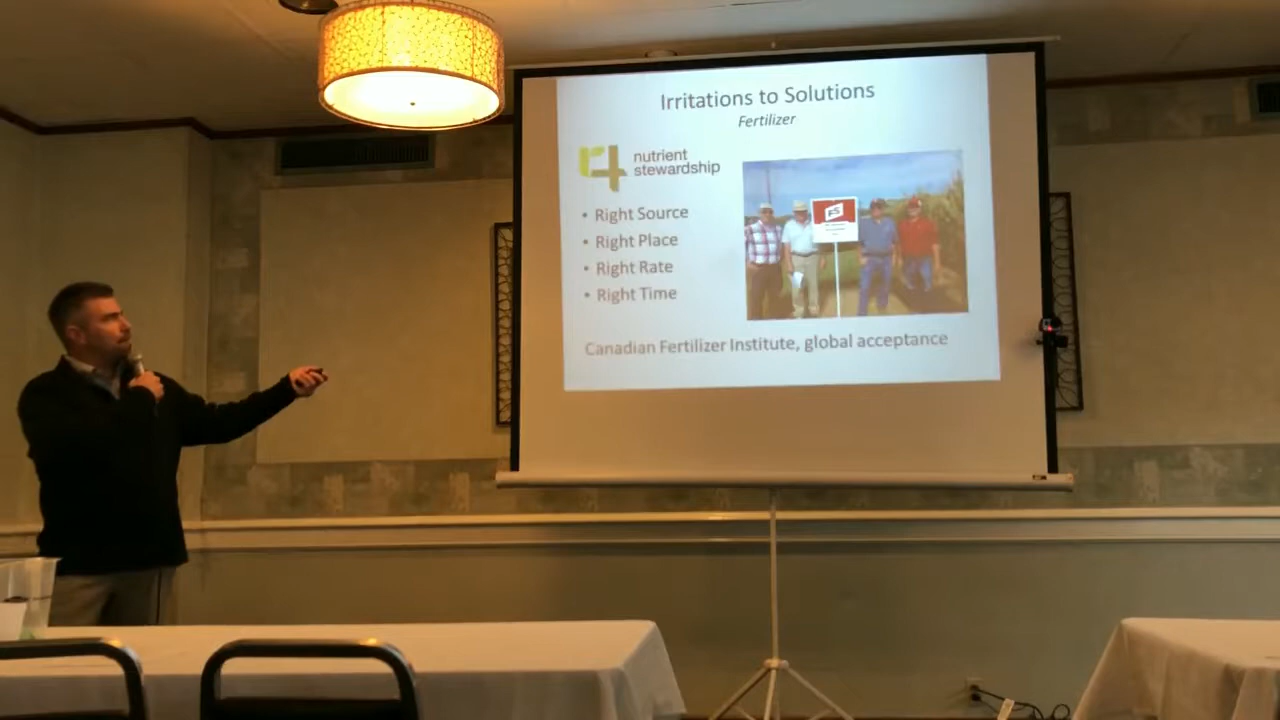 Irritations to Solutions
Fertilizer
4 nutrient
stewardship
• Right Source
• Right Place
• Right Rate
• Right Time
FS
Canadian Fertilizer Institute, global acceptance